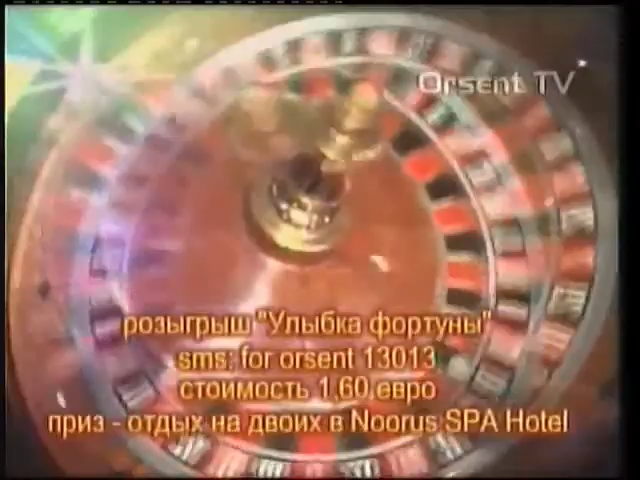 Orsent TV
розыгрыш "Улыбка фортуны"
sms: for orsent 13013
стоимость 1,60 евро
приз - отдых на двоих в Noorus SPA Hotel